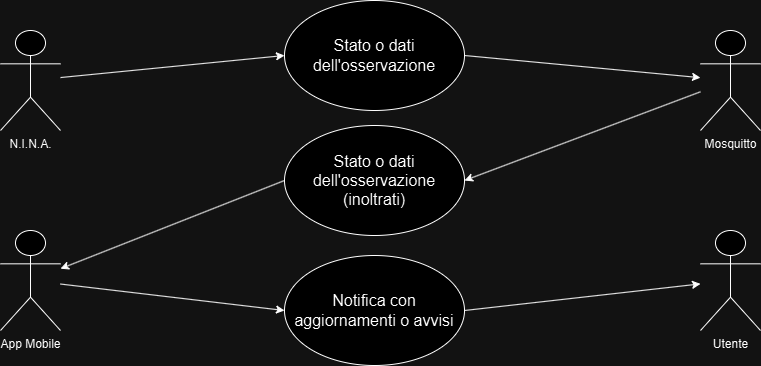 Stato o dati
dell'osservazione
N.I.N.A.
Mosquitto
Stato o dati
dell'osservazione
(inoltrati)
Notifica con
aggiornamenti o avvisi
App Mobile
Utente